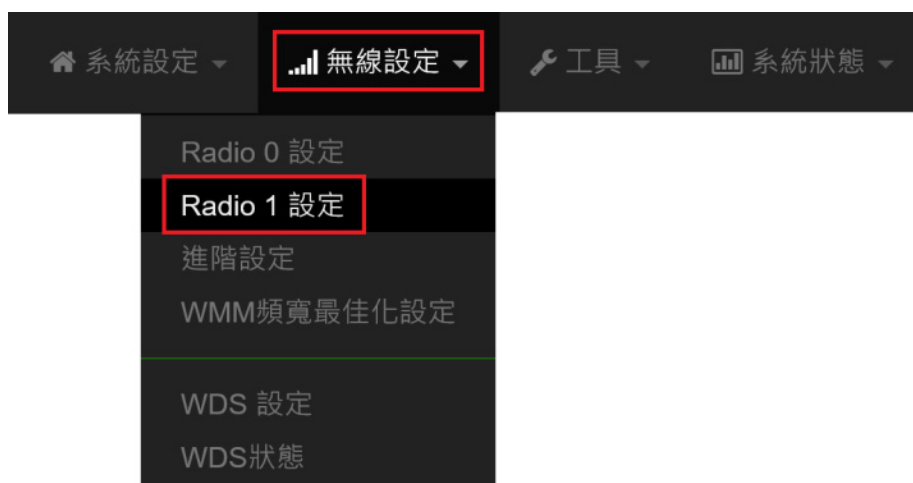 系統設定 無線設定 工具 系統狀態
Radio 0 設定
Radio 1 設定
進階設定
WMM頻寬最佳化設定
WDS 設定
WDS狀態